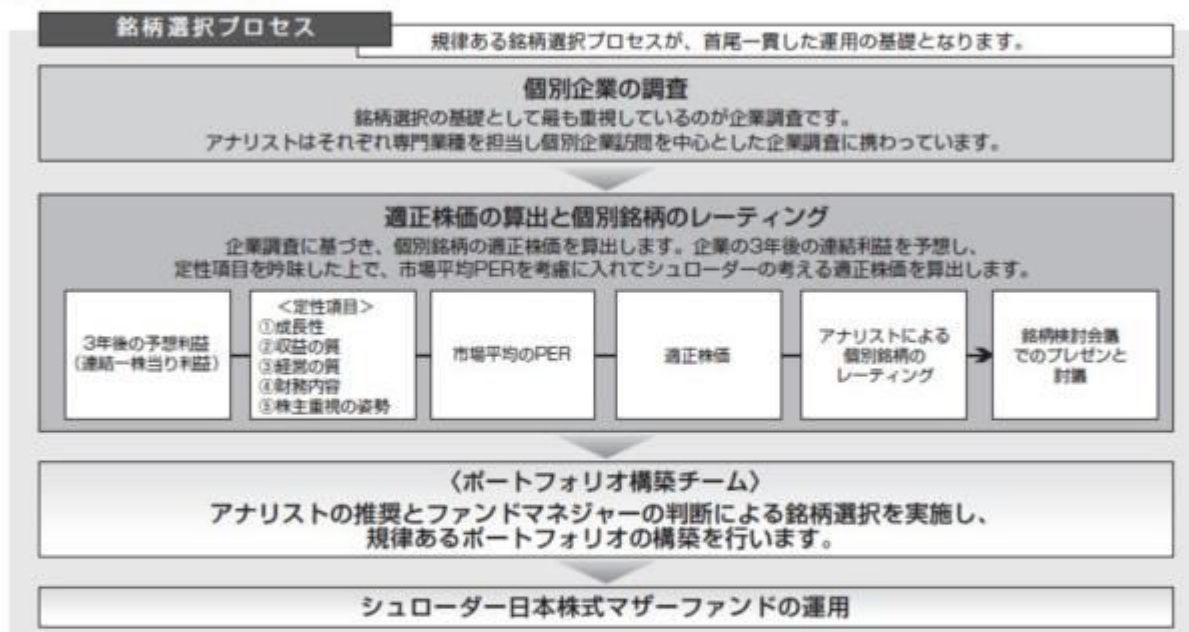 銘柄選択プロセス
規律ある銘柄選択プロセスが、首尾一貫した運用の基礎となります。
個別企業の調査
銘柄選択の基礎として最も重視しているのが企業調査です。
アナリストはそれぞれ専門業種を担当し個別企業訪問を中心とした企業調査に携わっています。
適正株価の算出と個別銘柄のレーティング
企業調査に基づき、個別銘柄の適正株価を算出します。企業の3年後の連結利益を予想し、
定性項目を吟味した上で、市場平均PERを考慮に入れてシュローダーの考える適正株価を算出します。
3年後の予想利益
(連結一株当り利益)
＜定性項目＞
①成長性
②収益の質
③経営の質
④財務内容
⑤株主重視の姿勢
市場平均のPER
適正株価
アナリストによる
個別銘柄の
レーティング
銘柄検討会議
でのプレゼンと
討議
〈ポートフォリオ構築チーム〉
アナリストの推奨とファンドマネジャーの判断による銘柄選択を実施し、
規律あるポートフォリオの構築を行います。
シュローダー日本株式マザーファンドの運用